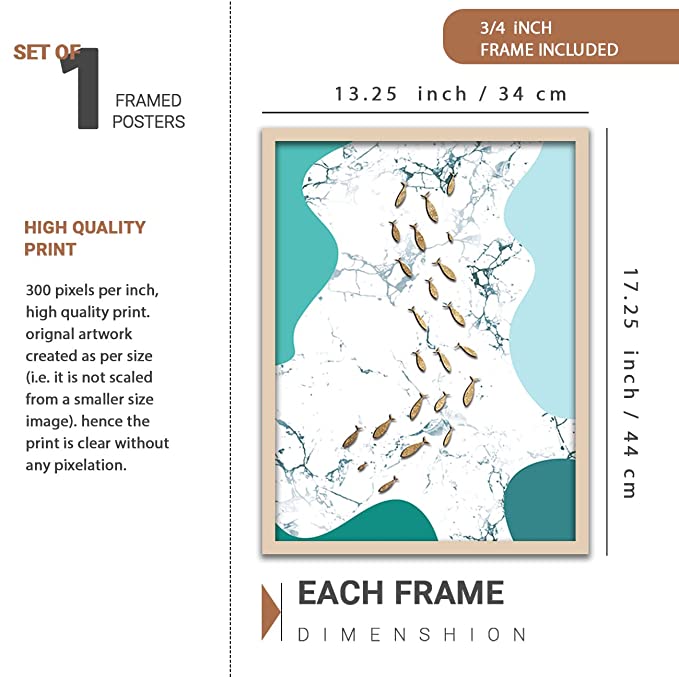 SET OF
1
FRAMED
POSTERS
HIGH QUALITY
PRINT
300 pixels per inch,
high quality print.
orignal artwork
created as per size
(i.e. it is not scaled
from a smaller size
image). hence the
print is clear without
any pixelation.
3/4 iNCH
FRAME INCLUDED
13.25 inch / 34 cm
17.25 inch / 44 cm
EACH FRAME
DIMENSHION